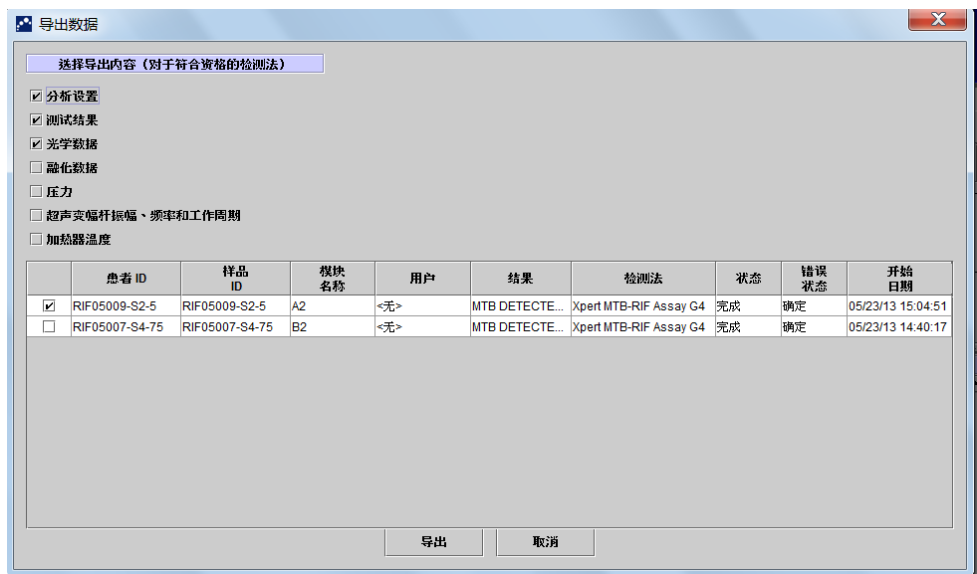 导出数据
选择导出内容（对于符合资格的检测法）
分析设置
测试结果
光学数据
融化数据
压力
超声变幅杆振幅、频率和工作周期
加热器温度
患者 ID 样品 ID 模块名称 用户 结果 检测法 状态 错误状态 开始日期
RIF05009-S2-5 RIF05009-S2-5 A2 <无> MTB DETECTE... Xpert MTB-RIF Assay G4 完成 确定 05/23/13 15:04:51
RIF05007-S4-75 RIF05007-S4-75 B2 <无> MTB DETECTE... Xpert MTB-RIF Assay G4 完成 确定 05/23/13 14:40:17
导出 取消